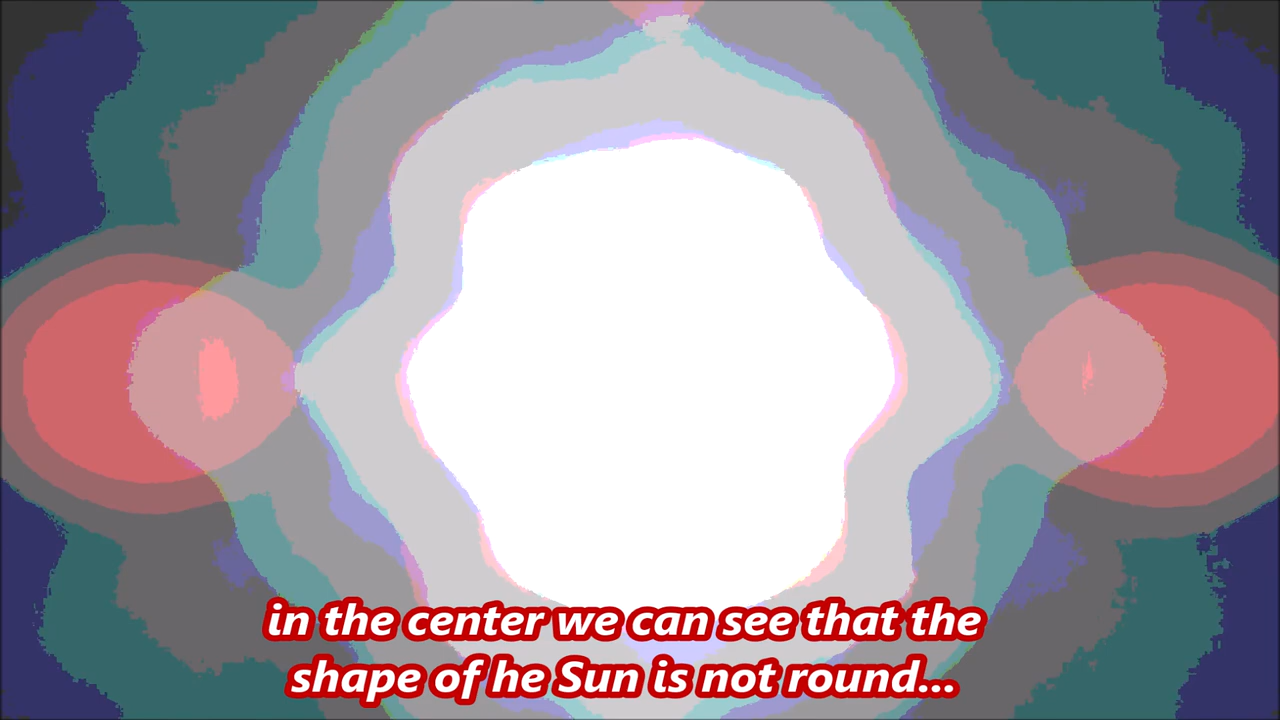 in the center we can see that the
shape of he Sun is not round...